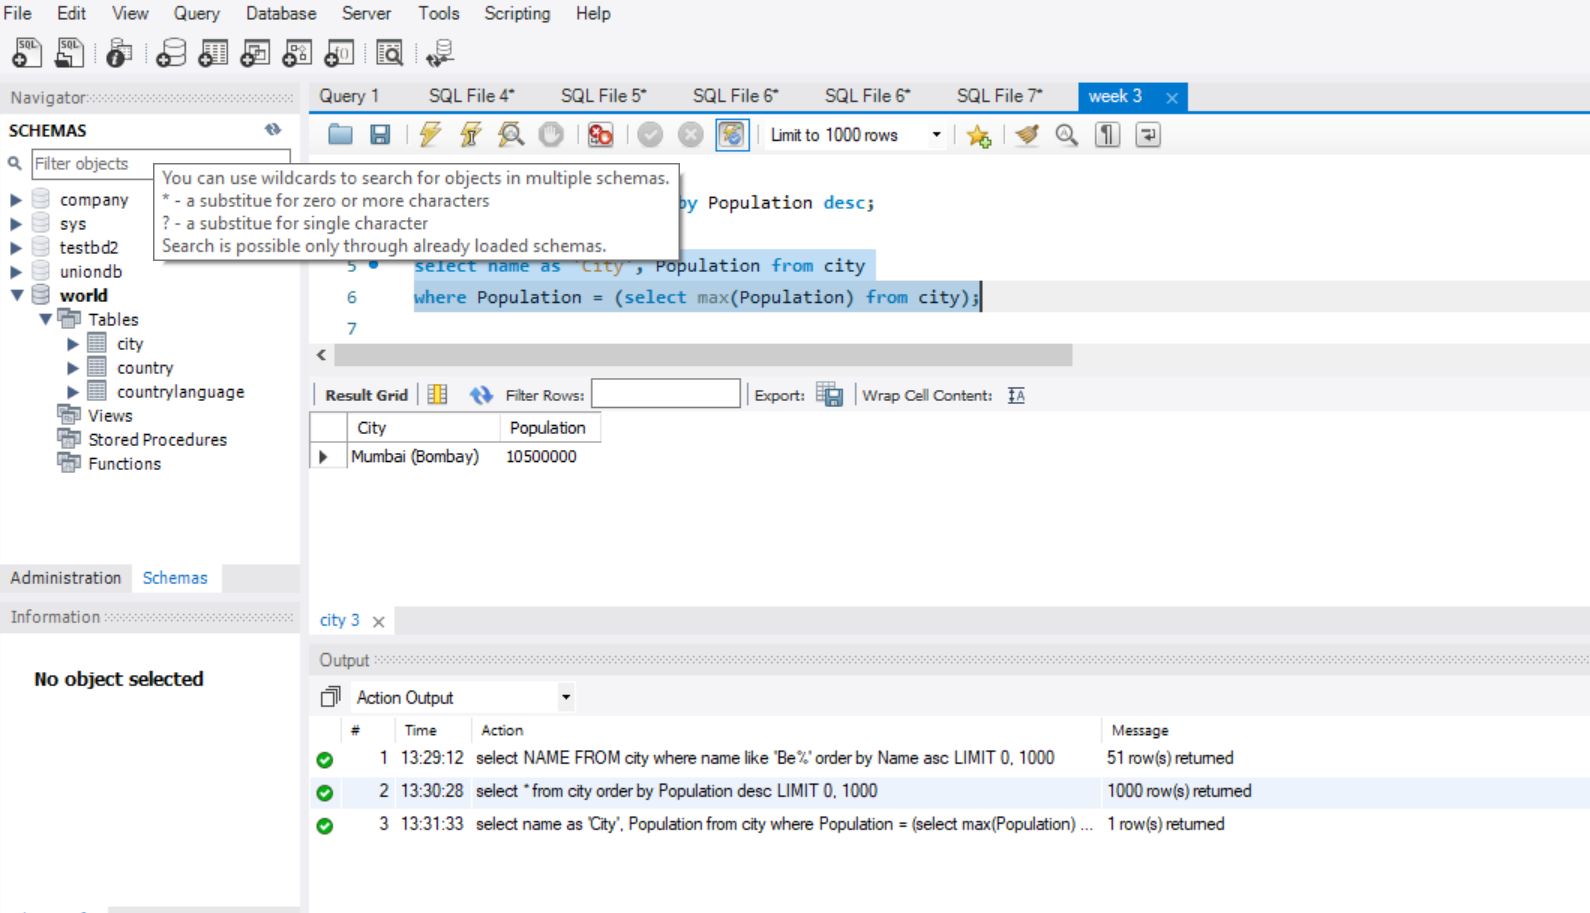 File Edit View Query Database Server Tools Scripting Help
Navigator
SCHEMAS
Filter objects
You can use wildcards to search for objects in multiple schemas.
* - a substitue for zero or more characters
? - a substitue for single character
Search is possible only through already loaded schemas.
company
sys
testbd2
uniondb
world
Tables
city
country
countrylanguage
Views
Stored Procedures
Functions
Administration Schemas
Information
No object selected
Query 1 SQL File 4* SQL File 5* SQL File 6* SQL File 6* SQL File 7* week 3
Limit to 1000 rows
by Population desc;
5 select name as 'City', Population from city
6 where Population = (select max(Population) from city);
7
Result Grid Filter Rows: Export: Wrap Cell Content:
City Population
Mumbai (Bombay) 10500000
city 3
Output
Action Output
# Time Action Message
1 13:29:12 select NAME FROM city where name like 'Be%' order by Name asc LIMIT 0, 1000 51 row(s) returned
2 13:30:28 select * from city order by Population desc LIMIT 0, 1000 1000 row(s) returned
3 13:31:33 select name as 'City', Population from city where Population = (select max(Population) ... 1 row(s) returned